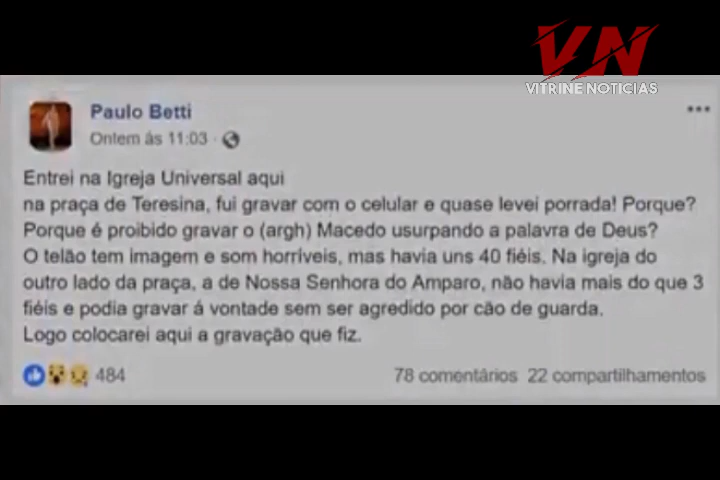 VN
VITRINE NOTICIAS
Paulo Betti
Ontem ás 11:03 ·
Entrei na Igreja Universal aqui
na praça de Teresina, fui gravar com o celular e quase levei porrada! Porque?
Porque é proibido gravar o (argh) Macedo usurpando a palavra de Deus?
O telão tem imagem e som horríveis, mas havia uns 40 fiéis. Na igreja do
outro lado da praça, a de Nossa Senhora do Amparo, não havia mais do que 3
fiéis e podia gravar á vontade sem ser agredido por cão de guarda.
Logo colocarei aqui a gravação que fiz.
484
78 comentários 22 compartilhamentos